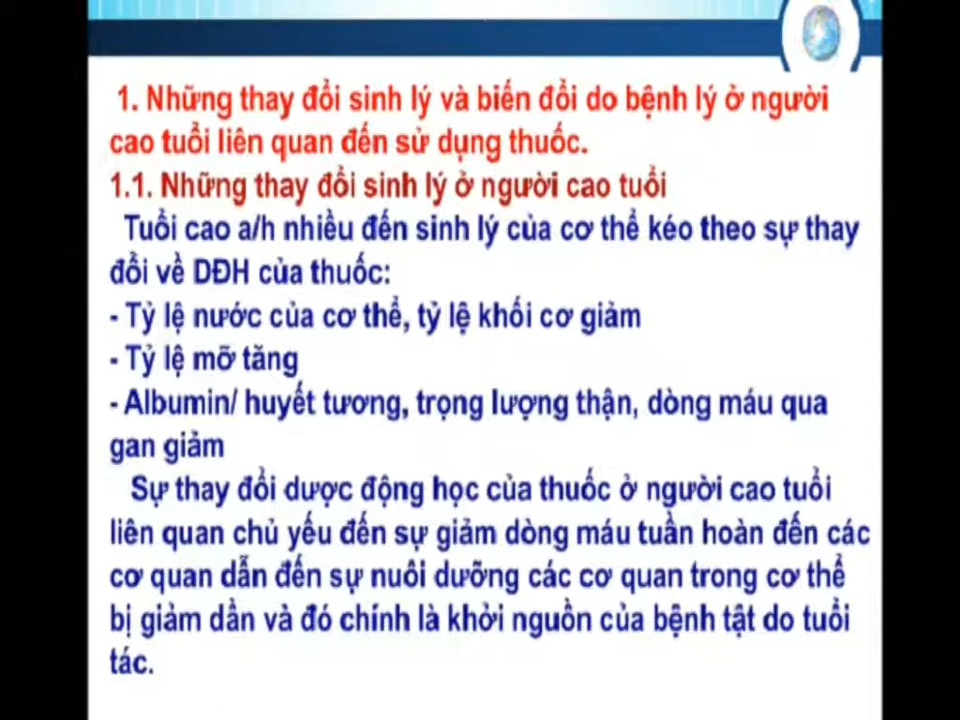 1. Những thay đổi sinh lý và biến đổi do bệnh lý ở người
cao tuổi liên quan đến sử dụng thuốc.
1.1. Những thay đổi sinh lý ở người cao tuổi
Tuổi cao a/h nhiều đến sinh lý của cơ thể kéo theo sự thay
đổi về DĐH của thuốc:
- Tỷ lệ nước của cơ thể, tỷ lệ khối cơ giảm
- Tỷ lệ mỡ tăng
- Albumin/ huyết tương, trọng lượng thận, dòng máu qua
gan giảm
Sự thay đổi dược động học của thuốc ở người cao tuổi
liên quan chủ yếu đến sự giảm dòng máu tuần hoàn đến các
cơ quan dẫn đến sự nuôi dưỡng các cơ quan trong cơ thể
bị giảm dần và đó chính là khởi nguồn của bệnh tật do tuổi
tác.